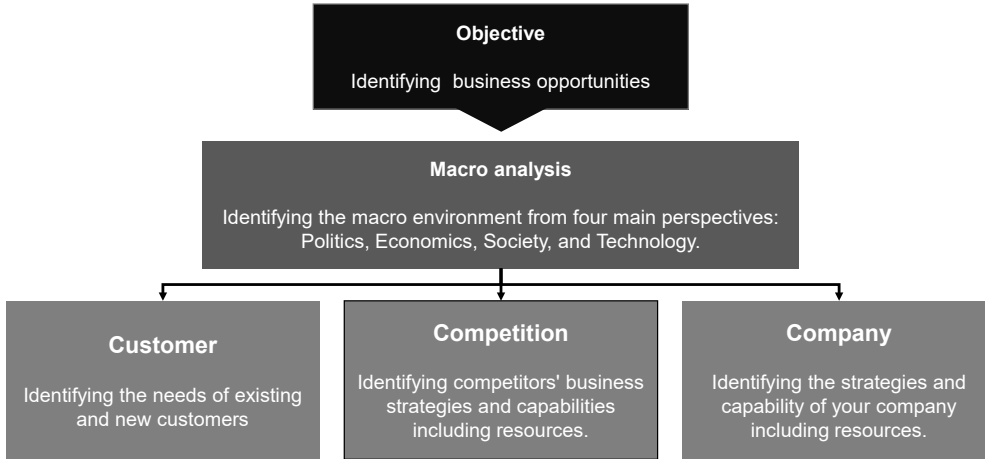 Objective
Identifying business opportunities
Macro analysis
Identifying the macro environment from four main perspectives:
Politics, Economics, Society, and Technology.
Customer
Identifying the needs of existing
and new customers
Competition
Identifying competitors' business
strategies and capabilities
including resources.
Company
Identifying the strategies and
capability of your company
including resources.